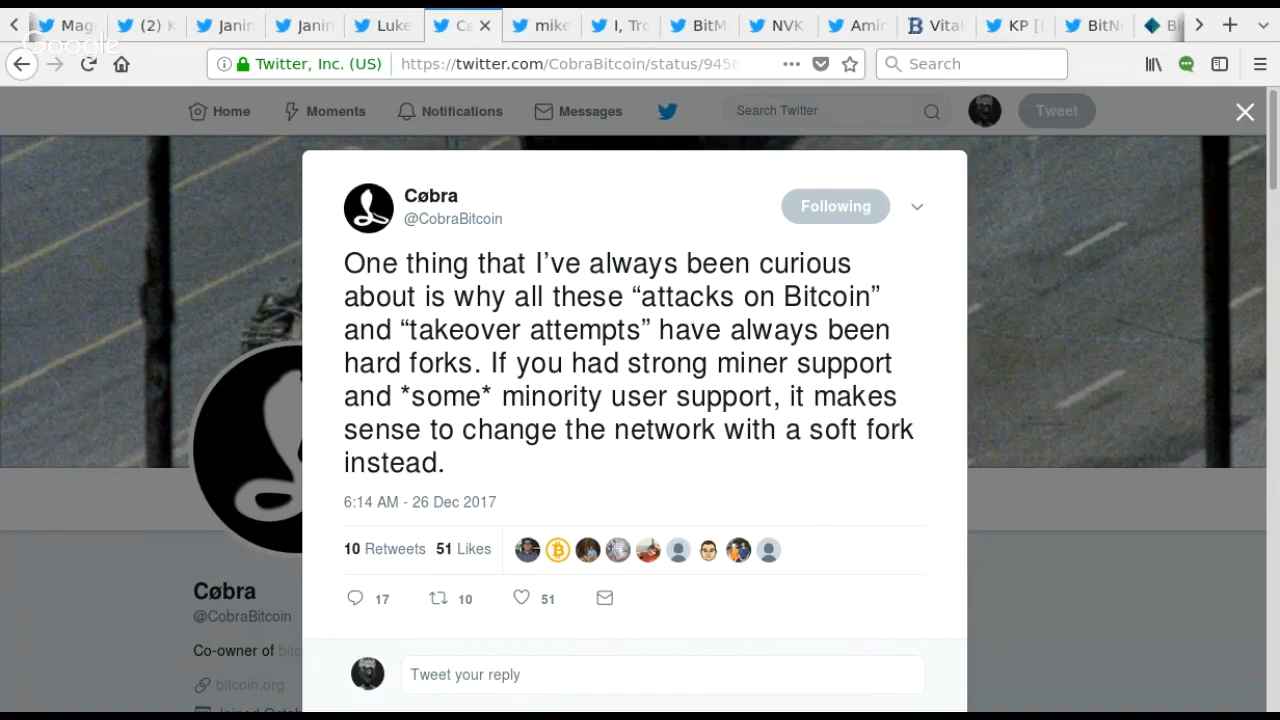 Mag
(2)
Janin
Janin
Luke
Co
mike
I, Tro
BitM
NVK
Amir
Vital
KP [L
BitN
Google
Twitter, Inc. (US)
https://twitter.com/CobraBitcoin/status/9456
Search
Home
Moments
Notifications
Messages
Search Twitter
Tweet
Cøbra
@CobraBitcoin
Following
One thing that I’ve always been curious
about is why all these “attacks on Bitcoin”
and “takeover attempts” have always been
hard forks. If you had strong miner support
and *some* minority user support, it makes
sense to change the network with a soft fork
instead.
6:14 AM - 26 Dec 2017
10 Retweets 51 Likes
17 10 51
Tweet your reply
Cøbra
@CobraBitcoin
Co-owner of bitc
bitcoin.org
Joined Octob